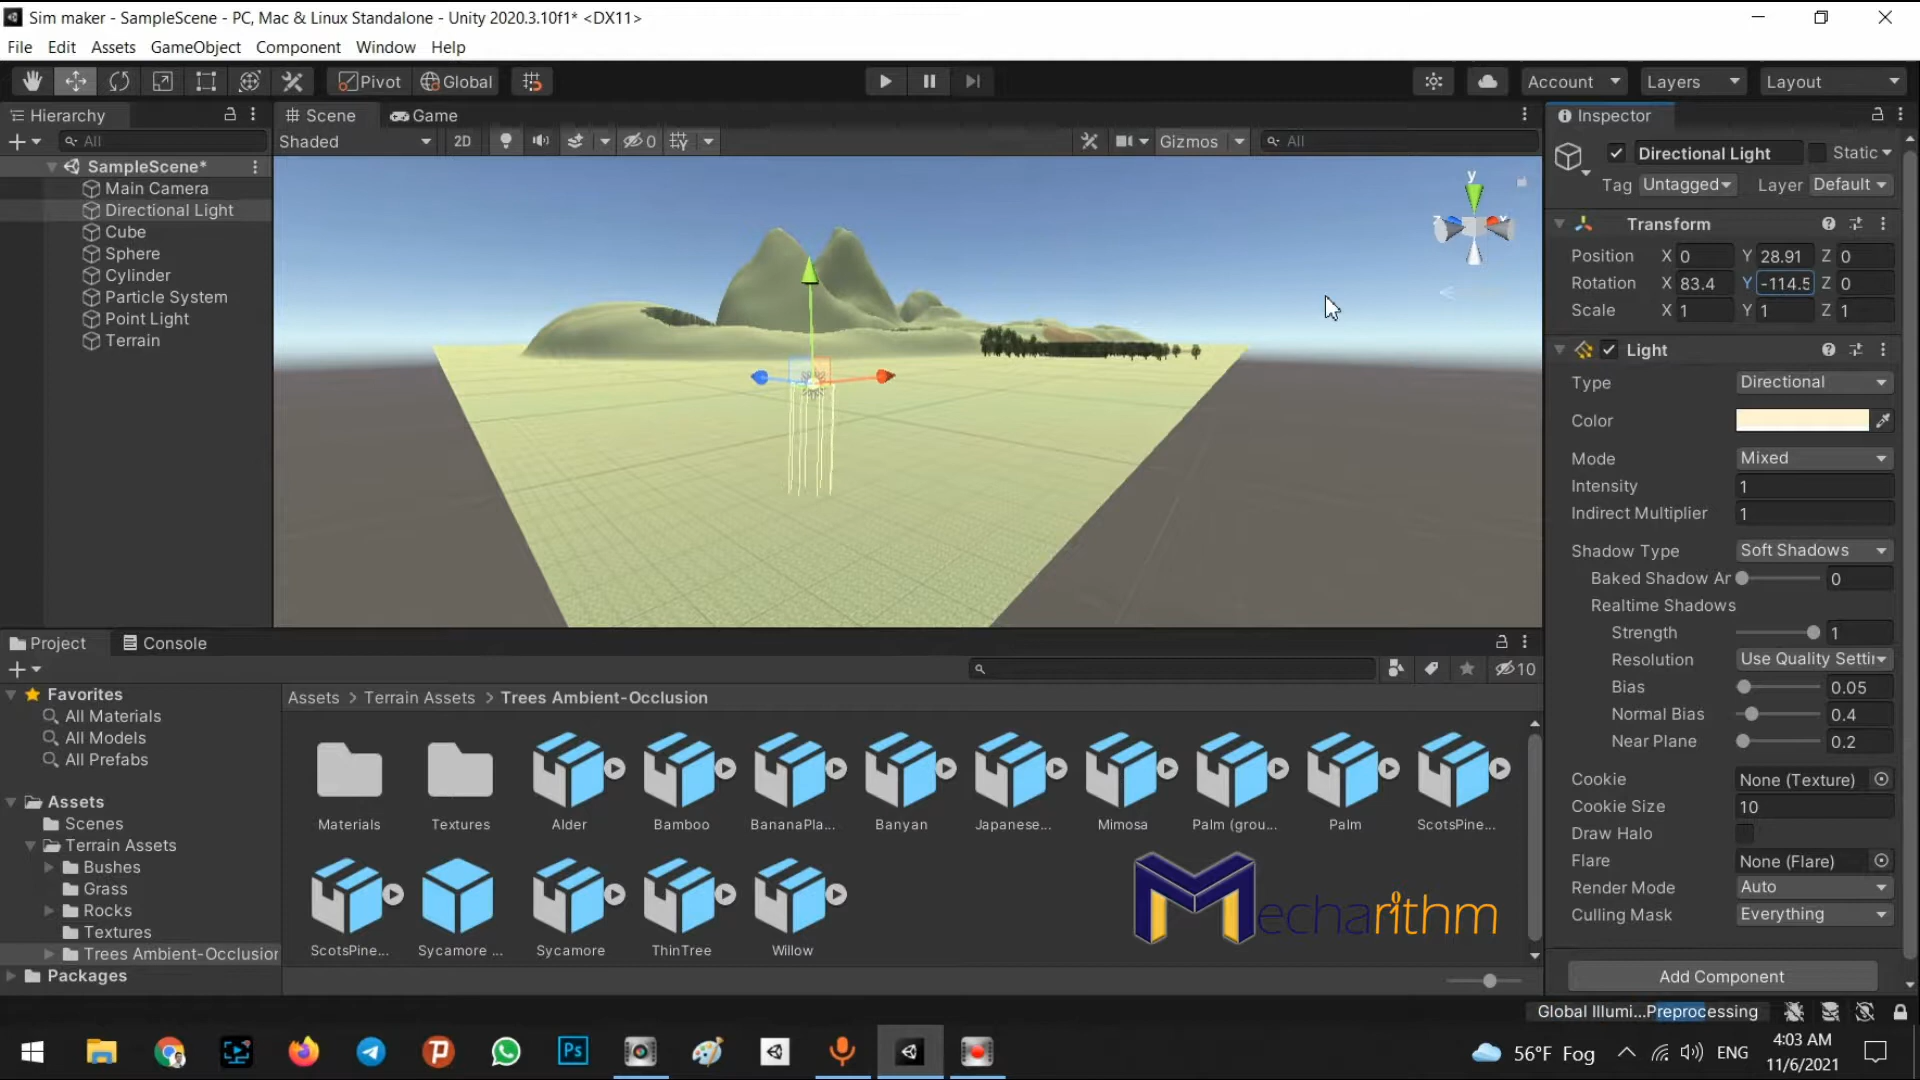 Sim maker - SampleScene - PC, Mac & Linux Standalone - Unity 2020.3.10f1* <DX11>
File Edit Assets GameObject Component Window Help
Pivot Global Account Layers Layout
Hierarchy
All
SampleScene*
Main Camera
Directional Light
Cube
Sphere
Cylinder
Particle System
Point Light
Terrain
Scene Game
Shaded 2D 0 Gizmos All
y
Inspector
Directional Light Static
Tag Untagged Layer Default
Transform
Position X 0 Y 28.91 Z 0
Rotation X 83.4 Y -114.5 Z 0
Scale X 1 Y 1 Z 1
Light
Type Directional
Color
Mode Mixed
Intensity 1
Indirect Multiplier 1
Shadow Type Soft Shadows
Baked Shadow Ar 0
Realtime Shadows
Strength 1
Resolution Use Quality Settin
Bias 0.05
Normal Bias 0.4
Near Plane 0.2
Cookie None (Texture)
Cookie Size 10
Draw Halo
Flare None (Flare)
Render Mode Auto
Culling Mask Everything
Add Component
Project Console
10
Favorites
All Materials
All Models
All Prefabs
Assets
Scenes
Terrain Assets
Bushes
Grass
Rocks
Textures
Trees Ambient-Occlusion
Packages
Assets > Terrain Assets > Trees Ambient-Occlusion
Materials Textures Alder Bamboo BananaPla... Banyan Japanese... Mimosa Palm (grou... Palm ScotsPine...
ScotsPine... Sycamore ... Sycamore ThinTree Willow
Mecharithm
Global Illumi...Preprocessing
Ps
56°F Fog ENG
4:03 AM
11/6/2021